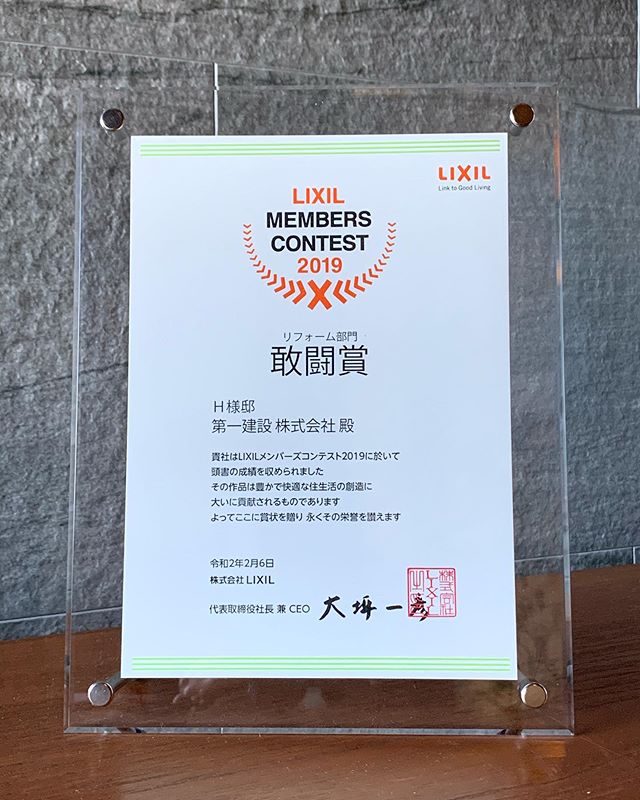 LIXIL
Link to Good Living
LIXIL
MEMBERS
CONTEST
2019
リフォーム部門
敢闘賞
H様邸
第一建設 株式会社 殿
貴社はLIXILメンバーズコンテスト2019に於いて
頭書の成績を収められました
その作品は豊かで快適な住生活の創造に
大いに貢献されるものであります
よってここに賞状を贈り 永くその栄誉を讃えます
令和2年2月6日
株式会社 LIXIL
代表取締役社長 兼 CEO 大坪一彦